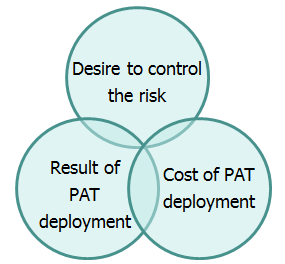 Desire to control
the risk
Result of
PAT
deployment
Cost of PAT
deployment